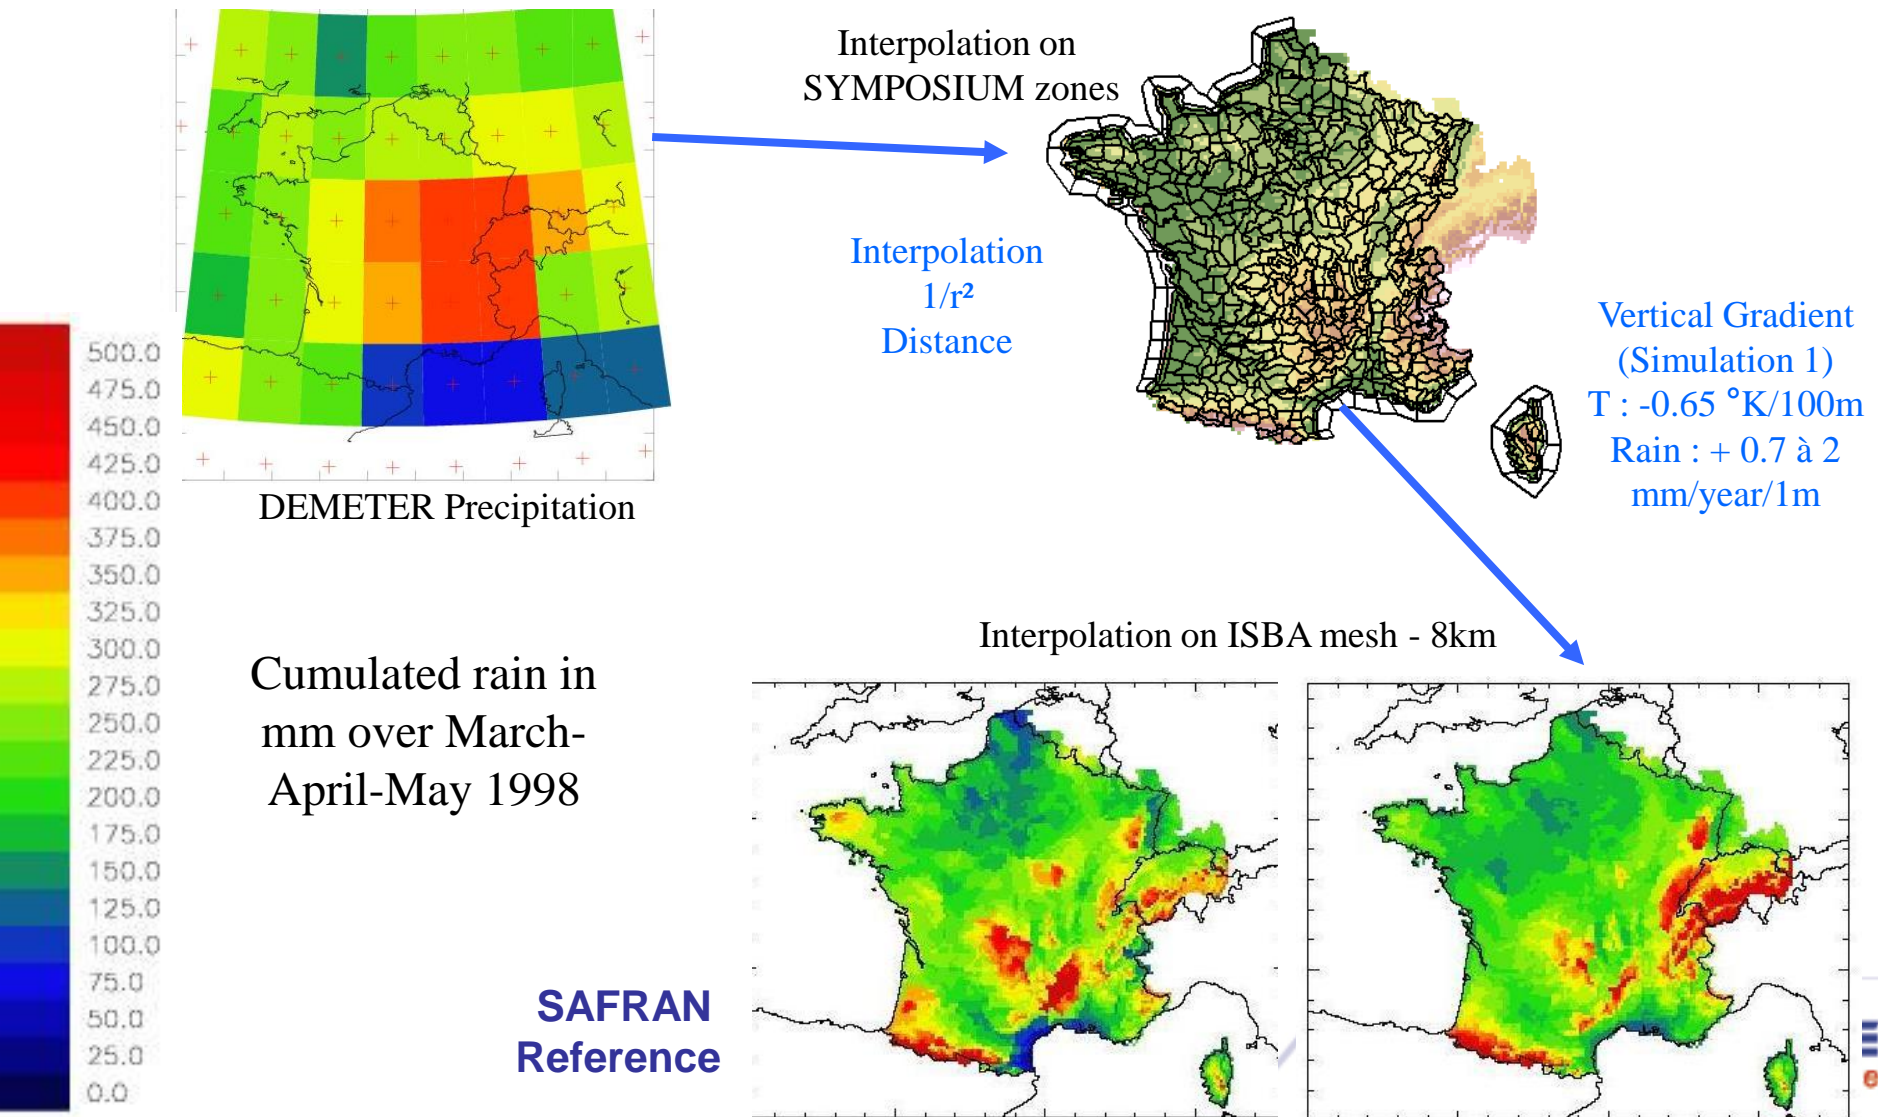 Interpolation on
SYMPOSIUM zones
Interpolation
1/r²
Distance
Vertical Gradient
(Simulation 1)
T : -0.65 °K/100m
Rain : + 0.7 à 2
mm/year/1m
DEMETER Precipitation
500.0
475.0
450.0
425.0
400.0
375.0
350.0
325.0
300.0
275.0
250.0
225.0
200.0
175.0
150.0
125.0
100.0
75.0
50.0
25.0
0.0
Cumulated rain in
mm over March-
April-May 1998
Interpolation on ISBA mesh - 8km
SAFRAN
Reference